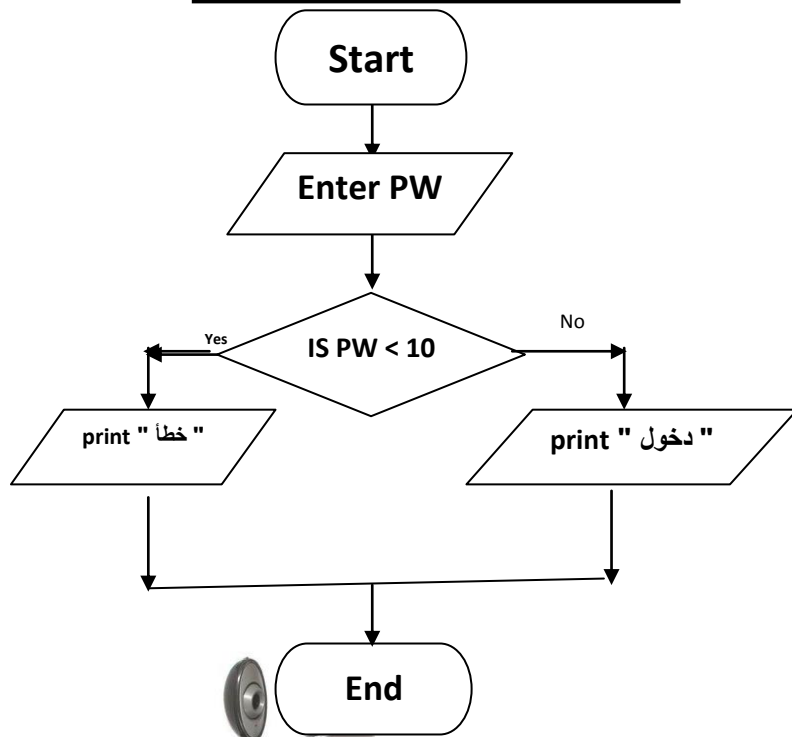 Start
Enter PW
IS PW < 10
Yes
No
print " خطأ "
print " دخول "
End